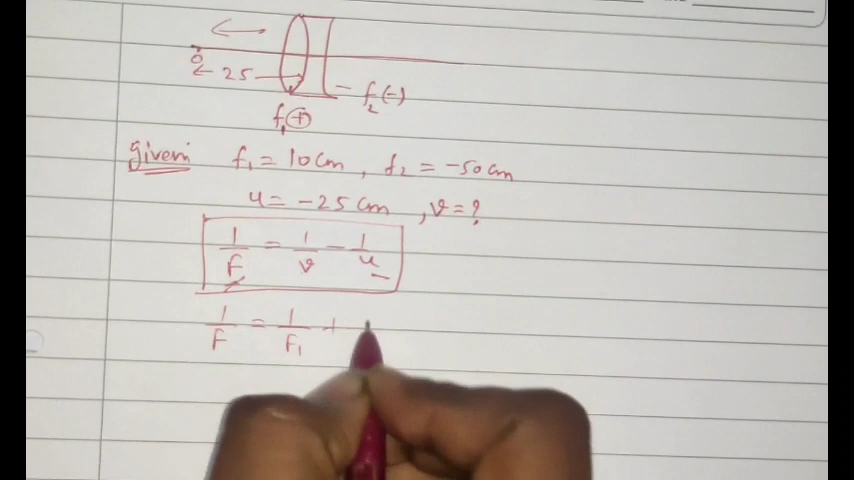 O
← 25
f₂(-)
f₁⊕
Given: f₁ = 10 cm, f₂ = -50 cm
u = -25 cm, v = ?
1/F = 1/v - 1/u
1/F = 1/F₁ +